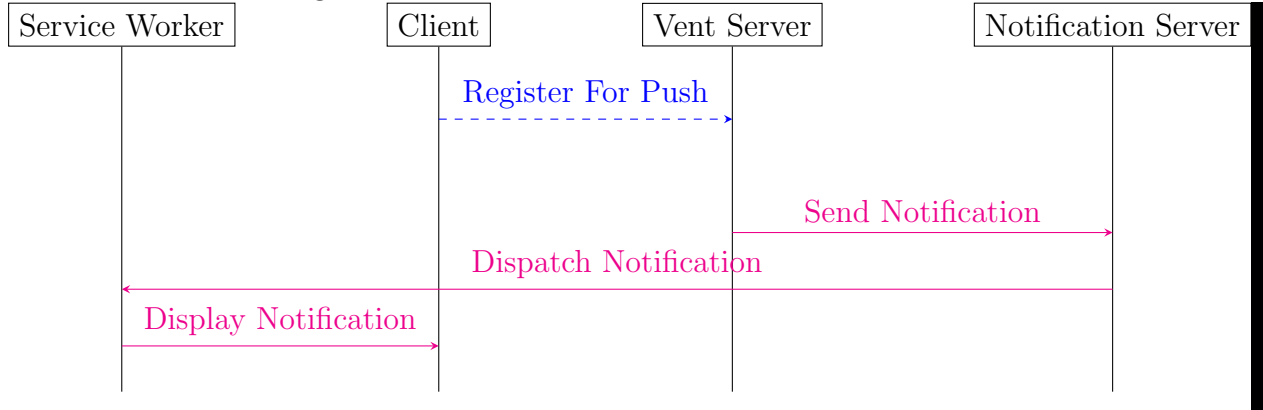 Service Worker
Client
Vent Server
Notification Server
Register For Push
Send Notification
Dispatch Notification
Display Notification